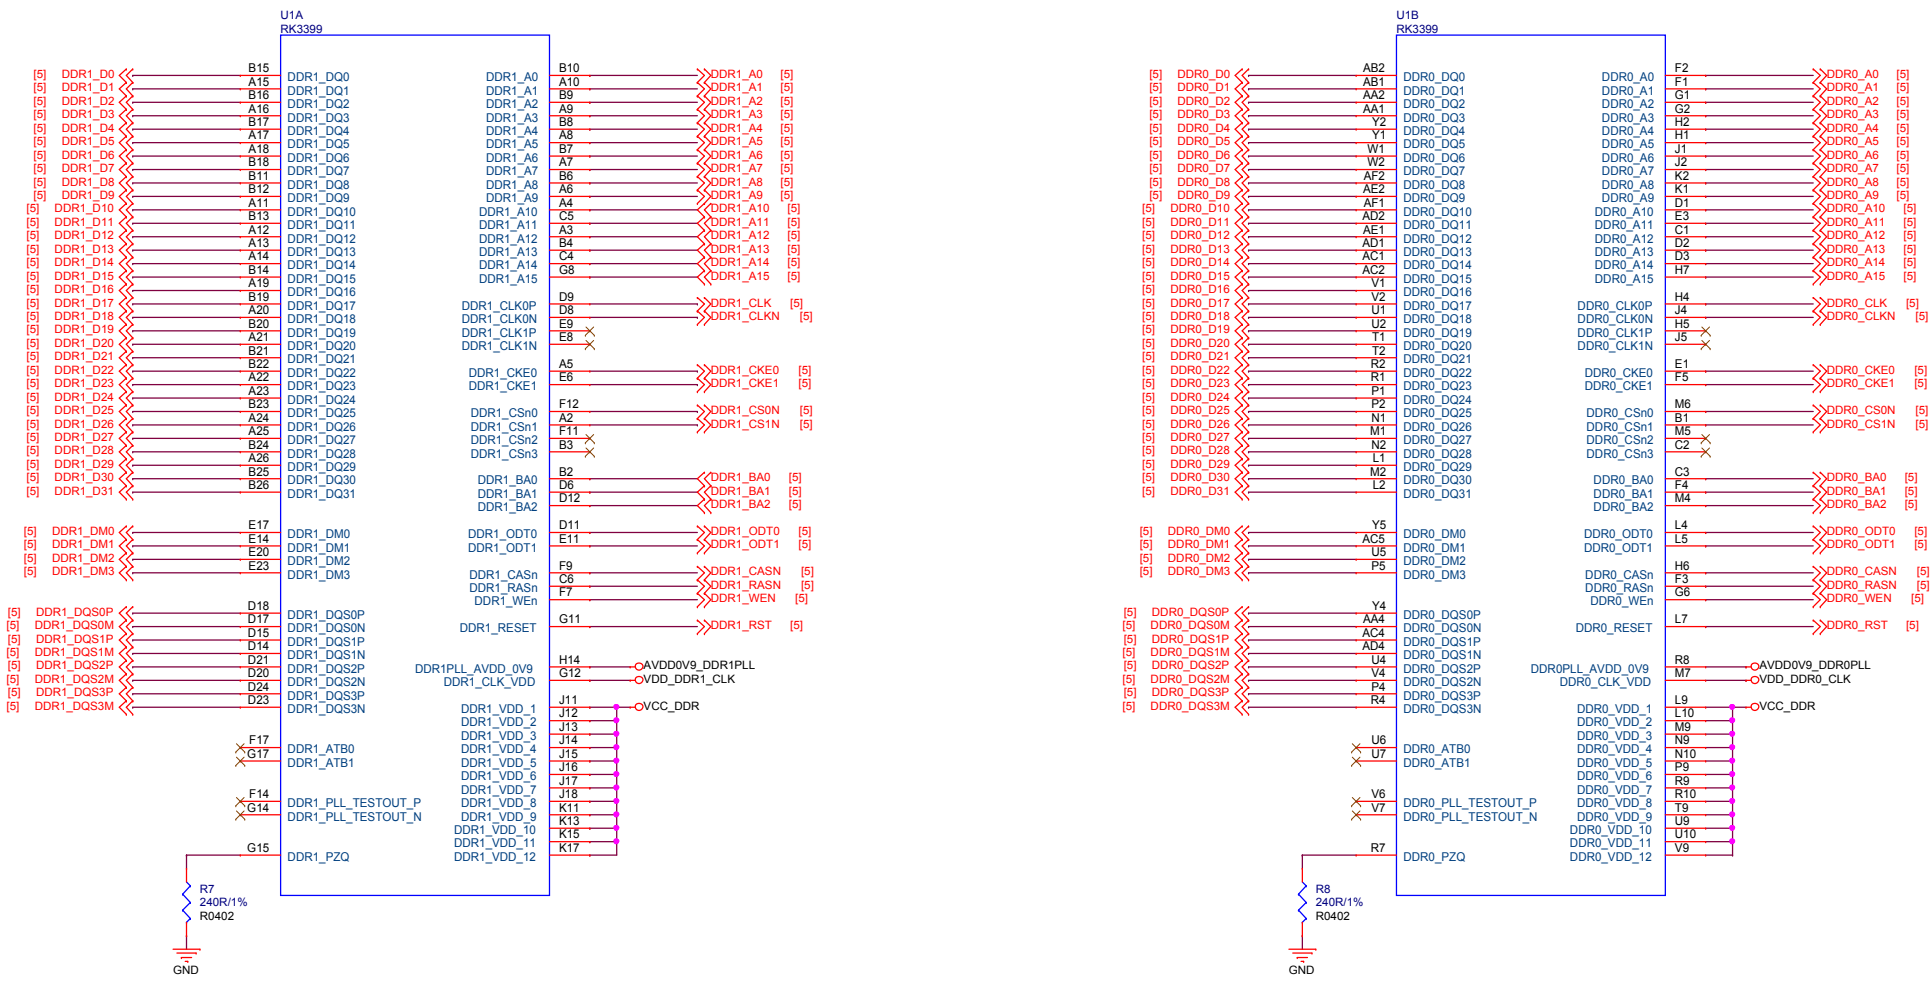 U1A
RK3399
[5] DDR1_D0 B15 DDR1_DQ0
[5] DDR1_D1 A15 DDR1_DQ1
[5] DDR1_D2 B16 DDR1_DQ2
[5] DDR1_D3 A16 DDR1_DQ3
[5] DDR1_D4 B17 DDR1_DQ4
[5] DDR1_D5 A17 DDR1_DQ5
[5] DDR1_D6 A18 DDR1_DQ6
[5] DDR1_D7 B18 DDR1_DQ7
[5] DDR1_D8 B11 DDR1_DQ8
[5] DDR1_D9 B12 DDR1_DQ9
[5] DDR1_D10 A11 DDR1_DQ10
[5] DDR1_D11 B13 DDR1_DQ11
[5] DDR1_D12 A12 DDR1_DQ12
[5] DDR1_D13 A13 DDR1_DQ13
[5] DDR1_D14 A14 DDR1_DQ14
[5] DDR1_D15 B14 DDR1_DQ15
[5] DDR1_D16 A19 DDR1_DQ16
[5] DDR1_D17 B19 DDR1_DQ17
[5] DDR1_D18 A20 DDR1_DQ18
[5] DDR1_D19 B20 DDR1_DQ19
[5] DDR1_D20 A21 DDR1_DQ20
[5] DDR1_D21 B21 DDR1_DQ21
[5] DDR1_D22 B22 DDR1_DQ22
[5] DDR1_D23 A22 DDR1_DQ23
[5] DDR1_D24 A23 DDR1_DQ24
[5] DDR1_D25 B23 DDR1_DQ25
[5] DDR1_D26 A24 DDR1_DQ26
[5] DDR1_D27 A25 DDR1_DQ27
[5] DDR1_D28 B24 DDR1_DQ28
[5] DDR1_D29 A26 DDR1_DQ29
[5] DDR1_D30 B25 DDR1_DQ30
[5] DDR1_D31 B26 DDR1_DQ31
[5] DDR1_DM0 E17 DDR1_DM0
[5] DDR1_DM1 E14 DDR1_DM1
[5] DDR1_DM2 E20 DDR1_DM2
[5] DDR1_DM3 E23 DDR1_DM3
[5] DDR1_DQS0P D18 DDR1_DQS0P
[5] DDR1_DQS0M D17 DDR1_DQS0N
[5] DDR1_DQS1P D15 DDR1_DQS1P
[5] DDR1_DQS1M D14 DDR1_DQS1N
[5] DDR1_DQS2P D21 DDR1_DQS2P
[5] DDR1_DQS2M D20 DDR1_DQS2N
[5] DDR1_DQS3P D24 DDR1_DQS3P
[5] DDR1_DQS3M D23 DDR1_DQS3N
F17 DDR1_ATB0
G17 DDR1_ATB1
F14 DDR1_PLL_TESTOUT_P
G14 DDR1_PLL_TESTOUT_N
G15 DDR1_PZQ
R7
240R/1%
R0402
GND
DDR1_A0 B10 DDR1_A0 [5]
DDR1_A1 A10 DDR1_A1 [5]
DDR1_A2 B9 DDR1_A2 [5]
DDR1_A3 A9 DDR1_A3 [5]
DDR1_A4 B8 DDR1_A4 [5]
DDR1_A5 A8 DDR1_A5 [5]
DDR1_A6 B7 DDR1_A6 [5]
DDR1_A7 A7 DDR1_A7 [5]
DDR1_A8 B6 DDR1_A8 [5]
DDR1_A9 A6 DDR1_A9 [5]
DDR1_A10 A4 DDR1_A10 [5]
DDR1_A11 C5 DDR1_A11 [5]
DDR1_A12 A3 DDR1_A12 [5]
DDR1_A13 B4 DDR1_A13 [5]
DDR1_A14 C4 DDR1_A14 [5]
DDR1_A15 G8 DDR1_A15 [5]
DDR1_CLK0P D9 DDR1_CLK [5]
DDR1_CLK0N D8 DDR1_CLKN [5]
DDR1_CLK1P E9
DDR1_CLK1N E8
DDR1_CKE0 A5 DDR1_CKE0 [5]
DDR1_CKE1 E6 DDR1_CKE1 [5]
DDR1_CSn0 F12 DDR1_CS0N [5]
DDR1_CSn1 A2 DDR1_CS1N [5]
DDR1_CSn2 F11
DDR1_CSn3 B3
DDR1_BA0 B2 DDR1_BA0 [5]
DDR1_BA1 D6 DDR1_BA1 [5]
DDR1_BA2 D12 DDR1_BA2 [5]
DDR1_ODT0 D11 DDR1_ODT0 [5]
DDR1_ODT1 E11 DDR1_ODT1 [5]
DDR1_CASn F9 DDR1_CASN [5]
DDR1_RASn C6 DDR1_RASN [5]
DDR1_WEn F7 DDR1_WEN [5]
DDR1_RESET G11 DDR1_RST [5]
DDR1PLL_AVDD_0V9 H14 AVDD0V9_DDR1PLL
DDR1_CLK_VDD G12 VDD_DDR1_CLK
DDR1_VDD_1 J11 VCC_DDR
DDR1_VDD_2 J12
DDR1_VDD_3 J13
DDR1_VDD_4 J14
DDR1_VDD_5 J15
DDR1_VDD_6 J16
DDR1_VDD_7 J17
DDR1_VDD_8 J18
DDR1_VDD_9 K11
DDR1_VDD_10 K13
DDR1_VDD_11 K15
DDR1_VDD_12 K17
U1B
RK3399
[5] DDR0_D0 AB2 DDR0_DQ0
[5] DDR0_D1 AB1 DDR0_DQ1
[5] DDR0_D2 AA2 DDR0_DQ2
[5] DDR0_D3 AA1 DDR0_DQ3
[5] DDR0_D4 Y2 DDR0_DQ4
[5] DDR0_D5 Y1 DDR0_DQ5
[5] DDR0_D6 W1 DDR0_DQ6
[5] DDR0_D7 W2 DDR0_DQ7
[5] DDR0_D8 AF2 DDR0_DQ8
[5] DDR0_D9 AE2 DDR0_DQ9
[5] DDR0_D10 AF1 DDR0_DQ10
[5] DDR0_D11 AD2 DDR0_DQ11
[5] DDR0_D12 AE1 DDR0_DQ12
[5] DDR0_D13 AD1 DDR0_DQ13
[5] DDR0_D14 AC1 DDR0_DQ14
[5] DDR0_D15 AC2 DDR0_DQ15
[5] DDR0_D16 V1 DDR0_DQ16
[5] DDR0_D17 V2 DDR0_DQ17
[5] DDR0_D18 U1 DDR0_DQ18
[5] DDR0_D19 U2 DDR0_DQ19
[5] DDR0_D20 T1 DDR0_DQ20
[5] DDR0_D21 T2 DDR0_DQ21
[5] DDR0_D22 R2 DDR0_DQ22
[5] DDR0_D23 R1 DDR0_DQ23
[5] DDR0_D24 P1 DDR0_DQ24
[5] DDR0_D25 P2 DDR0_DQ25
[5] DDR0_D26 N1 DDR0_DQ26
[5] DDR0_D27 M1 DDR0_DQ27
[5] DDR0_D28 N2 DDR0_DQ28
[5] DDR0_D29 L1 DDR0_DQ29
[5] DDR0_D30 M2 DDR0_DQ30
[5] DDR0_D31 L2 DDR0_DQ31
[5] DDR0_DM0 Y5 DDR0_DM0
[5] DDR0_DM1 AC5 DDR0_DM1
[5] DDR0_DM2 U5 DDR0_DM2
[5] DDR0_DM3 P5 DDR0_DM3
[5] DDR0_DQS0P Y4 DDR0_DQS0P
[5] DDR0_DQS0M AA4 DDR0_DQS0N
[5] DDR0_DQS1P AC4 DDR0_DQS1P
[5] DDR0_DQS1M AD4 DDR0_DQS1N
[5] DDR0_DQS2P U4 DDR0_DQS2P
[5] DDR0_DQS2M V4 DDR0_DQS2N
[5] DDR0_DQS3P P4 DDR0_DQS3P
[5] DDR0_DQS3M R4 DDR0_DQS3N
U6 DDR0_ATB0
U7 DDR0_ATB1
V6 DDR0_PLL_TESTOUT_P
V7 DDR0_PLL_TESTOUT_N
R7 DDR0_PZQ
R8
240R/1%
R0402
GND
DDR0_A0 F2 DDR0_A0 [5]
DDR0_A1 F1 DDR0_A1 [5]
DDR0_A2 G1 DDR0_A2 [5]
DDR0_A3 G2 DDR0_A3 [5]
DDR0_A4 H2 DDR0_A4 [5]
DDR0_A5 H1 DDR0_A5 [5]
DDR0_A6 J1 DDR0_A6 [5]
DDR0_A7 J2 DDR0_A7 [5]
DDR0_A8 K2 DDR0_A8 [5]
DDR0_A9 K1 DDR0_A9 [5]
DDR0_A10 D1 DDR0_A10 [5]
DDR0_A11 E3 DDR0_A11 [5]
DDR0_A12 C1 DDR0_A12 [5]
DDR0_A13 D2 DDR0_A13 [5]
DDR0_A14 D3 DDR0_A14 [5]
DDR0_A15 H7 DDR0_A15 [5]
DDR0_CLK0P H4 DDR0_CLK [5]
DDR0_CLK0N J4 DDR0_CLKN [5]
DDR0_CLK1P H5
DDR0_CLK1N J5
DDR0_CKE0 E1 DDR0_CKE0 [5]
DDR0_CKE1 F5 DDR0_CKE1 [5]
DDR0_CSn0 M6 DDR0_CS0N [5]
DDR0_CSn1 B1 DDR0_CS1N [5]
DDR0_CSn2 M5
DDR0_CSn3 C2
DDR0_BA0 C3 DDR0_BA0 [5]
DDR0_BA1 F4 DDR0_BA1 [5]
DDR0_BA2 M4 DDR0_BA2 [5]
DDR0_ODT0 L4 DDR0_ODT0 [5]
DDR0_ODT1 L5 DDR0_ODT1 [5]
DDR0_CASn H6 DDR0_CASN [5]
DDR0_RASn F3 DDR0_RASN [5]
DDR0_WEn G6 DDR0_WEN [5]
DDR0_RESET L7 DDR0_RST [5]
DDR0PLL_AVDD_0V9 R8 AVDD0V9_DDR0PLL
DDR0_CLK_VDD M7 VDD_DDR0_CLK
DDR0_VDD_1 L9 VCC_DDR
DDR0_VDD_2 L10
DDR0_VDD_3 M9
DDR0_VDD_4 N9
DDR0_VDD_5 N10
DDR0_VDD_6 P9
DDR0_VDD_7 R9
DDR0_VDD_8 R10
DDR0_VDD_9 T9
DDR0_VDD_10 U9
DDR0_VDD_11 U10
DDR0_VDD_12 V9